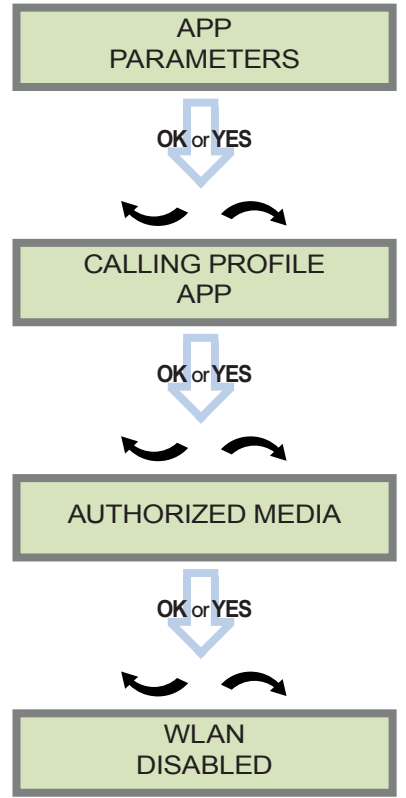 APP
PARAMETERS
OK or YES
CALLING PROFILE
APP
OK or YES
AUTHORIZED MEDIA
OK or YES
WLAN
DISABLED